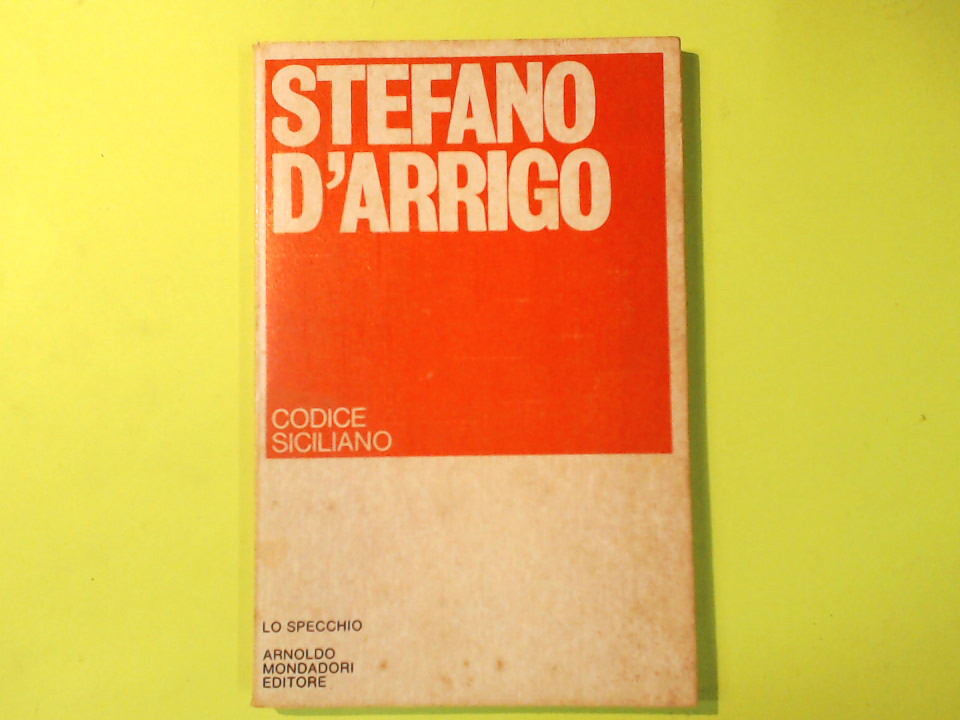 STEFANO
D'ARRIGO
CODICE
SICILIANO
LO SPECCHIO
ARNOLDO
MONDADORI
EDITORE